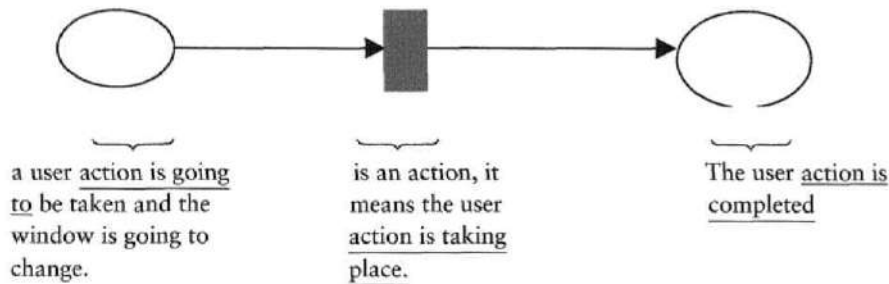 a user action is going
to be taken and the
window is going to
change.
is an action, it
means the user
action is taking
place.
The user action is
completed